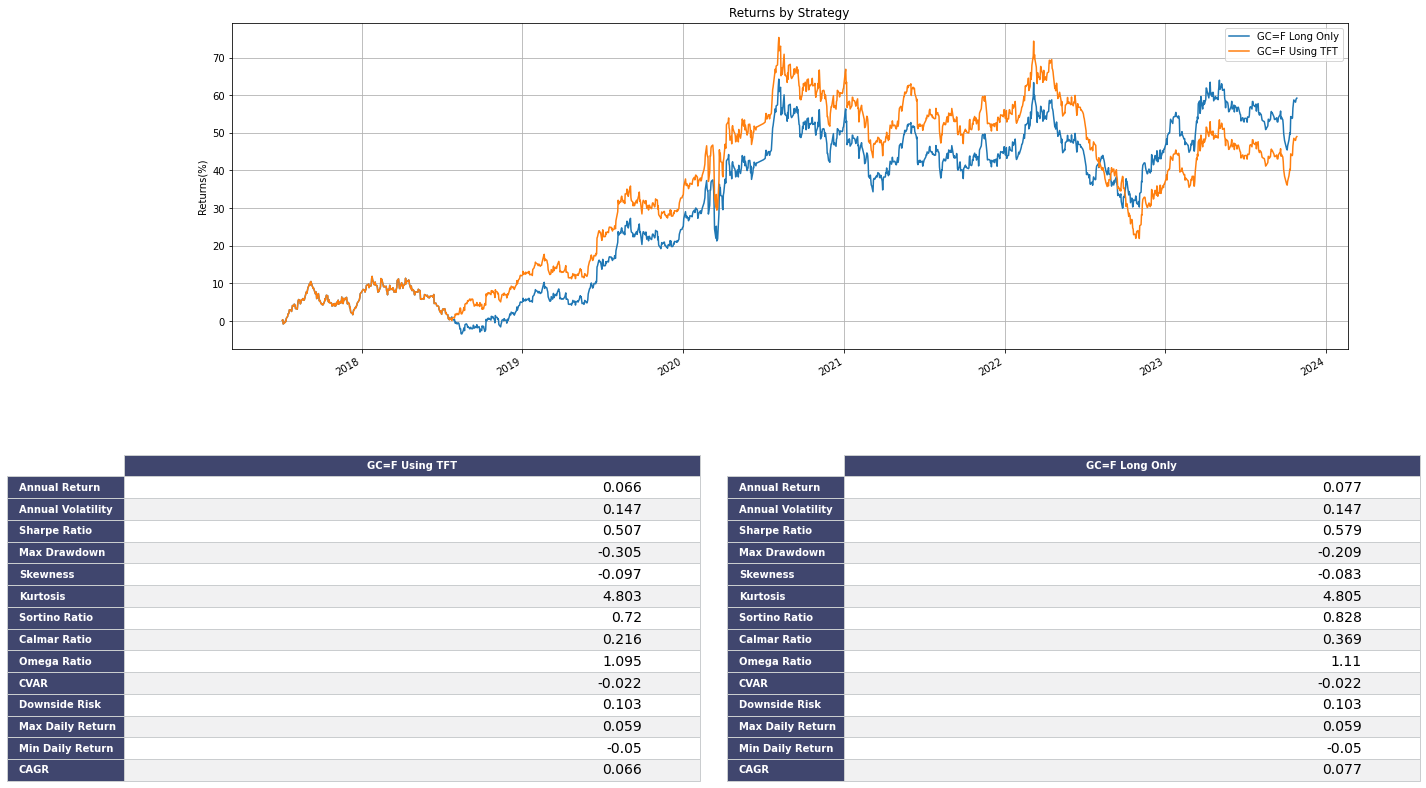 Returns by Strategy
GC=F Long Only
GC=F Using TFT
Returns(%)
70
60
50
40
30
20
10
0
2018
2019
2020
2021
2022
2023
2024
GC=F Using TFT
Annual Return 0.066
Annual Volatility 0.147
Sharpe Ratio 0.507
Max Drawdown -0.305
Skewness -0.097
Kurtosis 4.803
Sortino Ratio 0.72
Calmar Ratio 0.216
Omega Ratio 1.095
CVAR -0.022
Downside Risk 0.103
Max Daily Return 0.059
Min Daily Return -0.05
CAGR 0.066
GC=F Long Only
Annual Return 0.077
Annual Volatility 0.147
Sharpe Ratio 0.579
Max Drawdown -0.209
Skewness -0.083
Kurtosis 4.805
Sortino Ratio 0.828
Calmar Ratio 0.369
Omega Ratio 1.11
CVAR -0.022
Downside Risk 0.103
Max Daily Return 0.059
Min Daily Return -0.05
CAGR 0.077